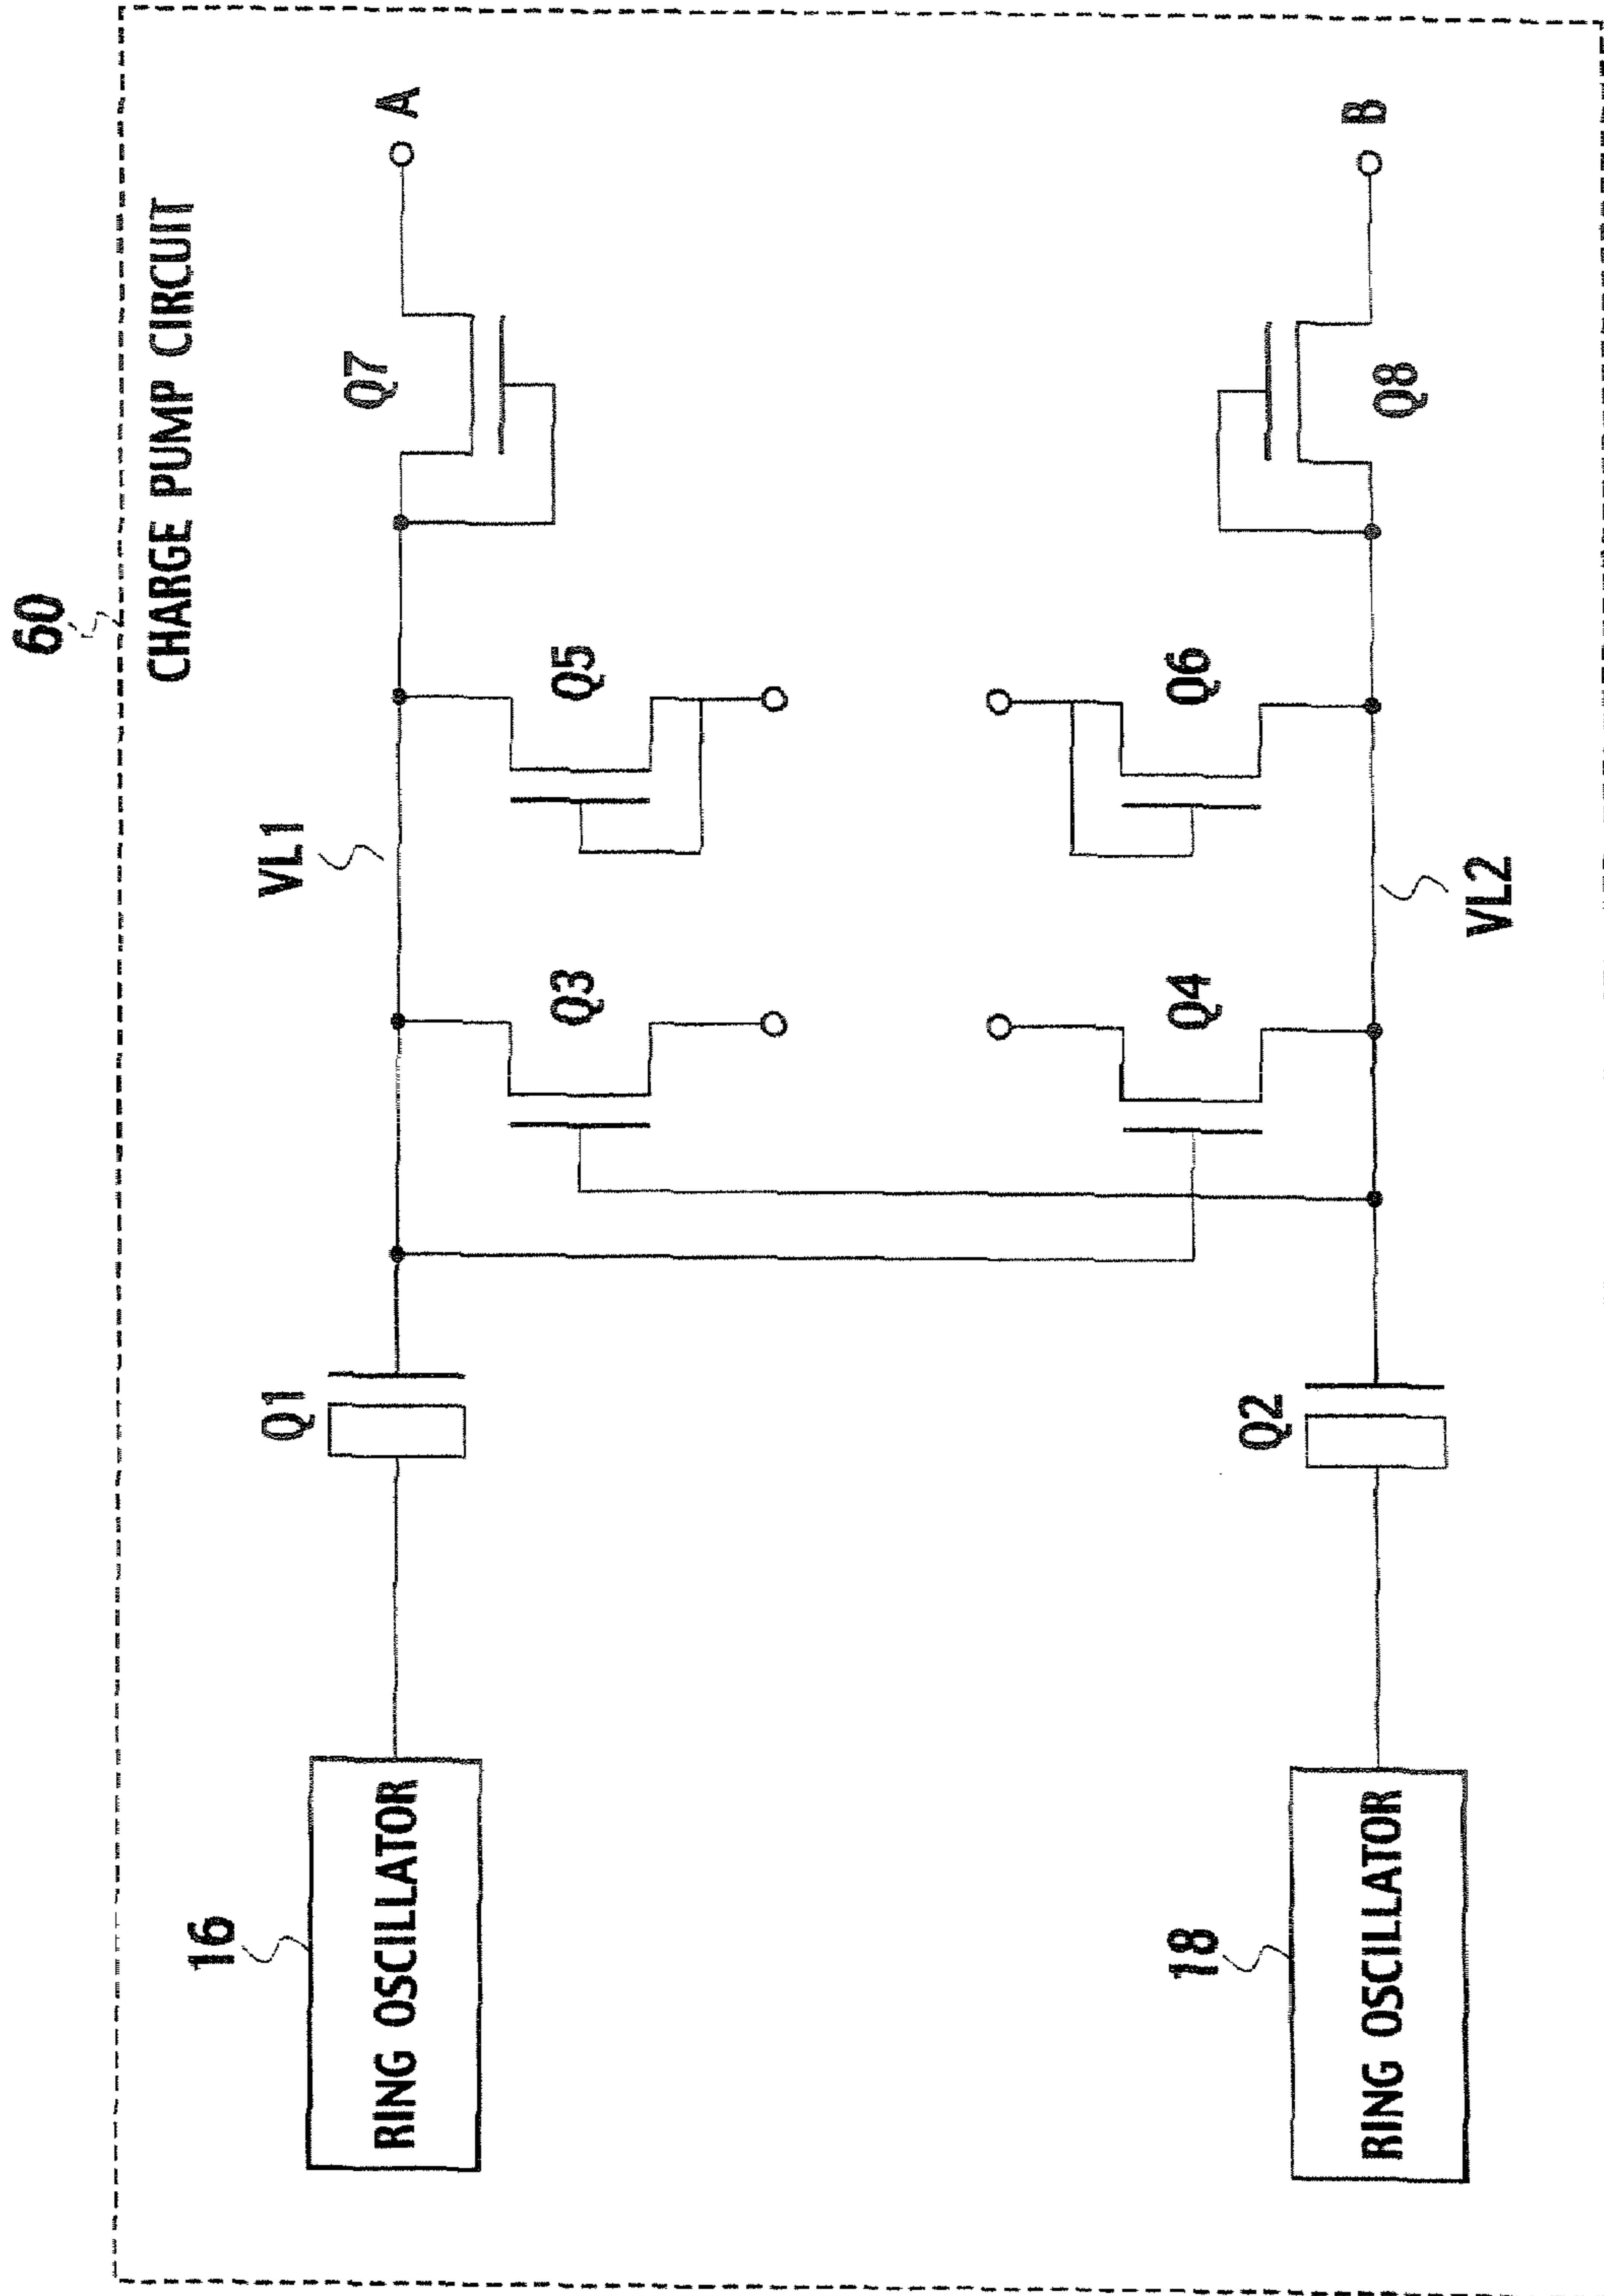 60
CHARGE PUMP CIRCUIT
16
RING OSCILLATOR
Q1
VL1
Q7
A
Q3
Q5
Q4
Q6
18
RING OSCILLATOR
Q2
VL2
Q8
B